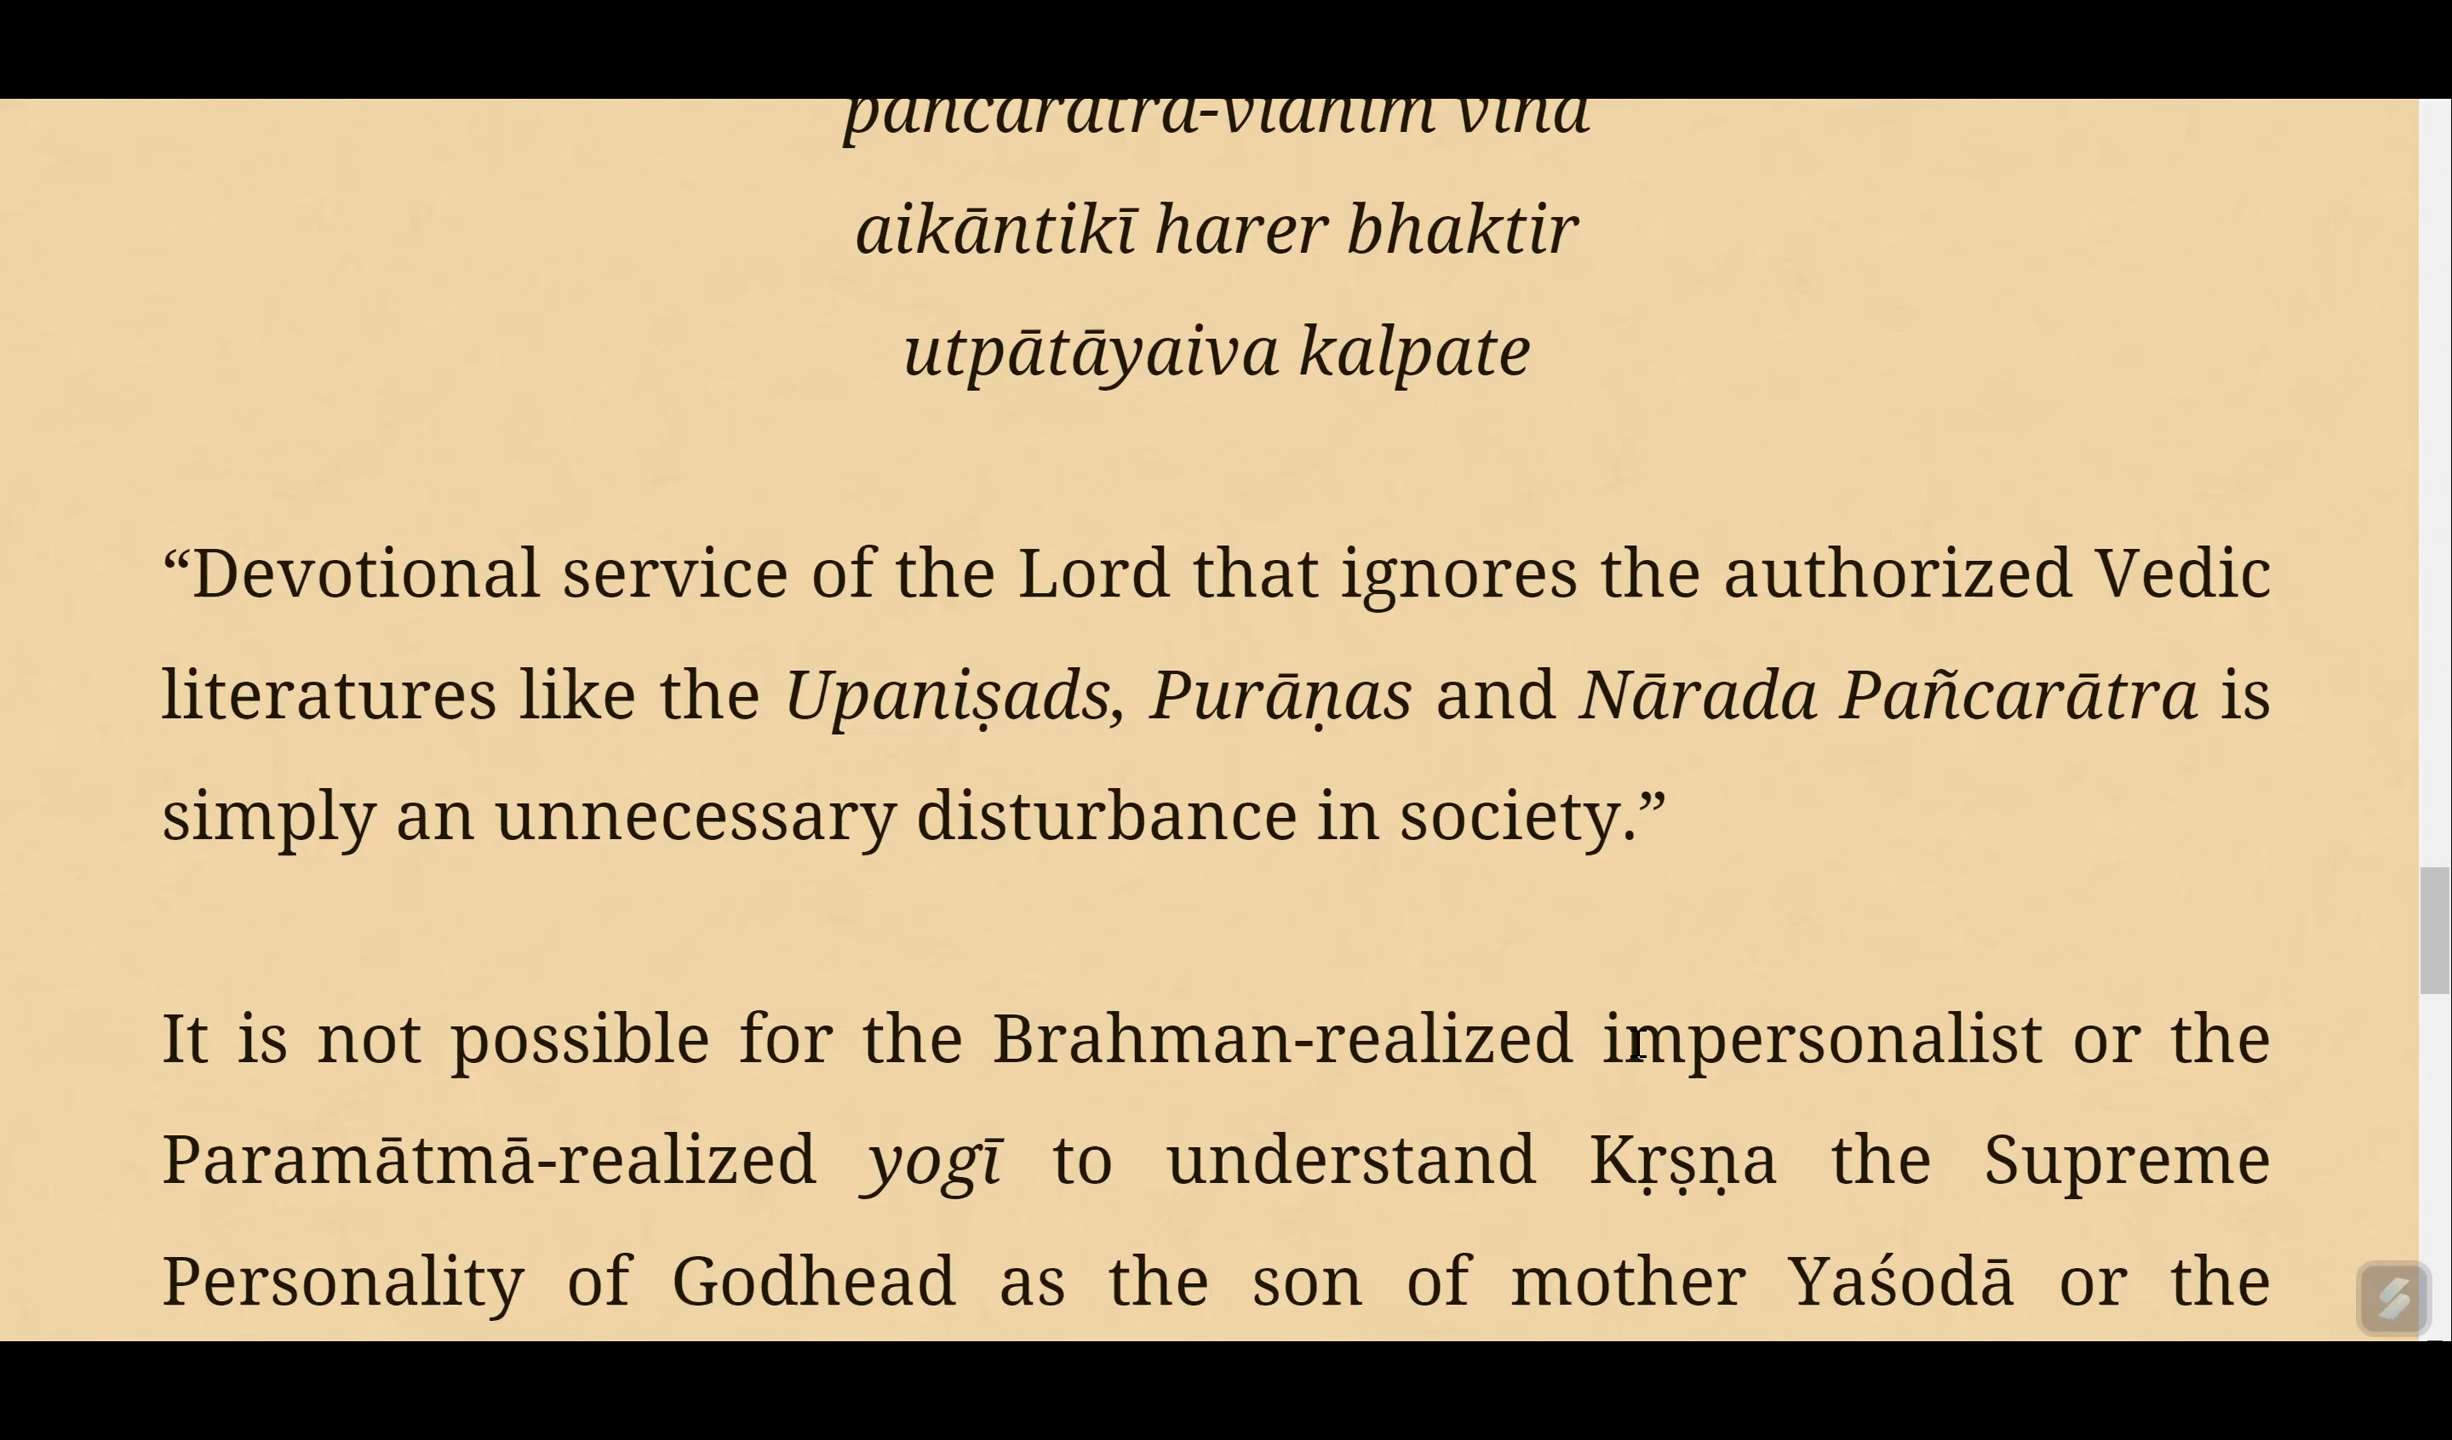 pañcarātra-vidhiṁ vinā
aikāntikī harer bhaktir
utpātāyaiva kalpate
“Devotional service of the Lord that ignores the authorized Vedic
literatures like the Upaniṣads, Purāṇas and Nārada Pañcarātra is
simply an unnecessary disturbance in society.”
It is not possible for the Brahman-realized impersonalist or the
Paramātmā-realized yogī to understand Kṛṣṇa the Supreme
Personality of Godhead as the son of mother Yaśodā or the